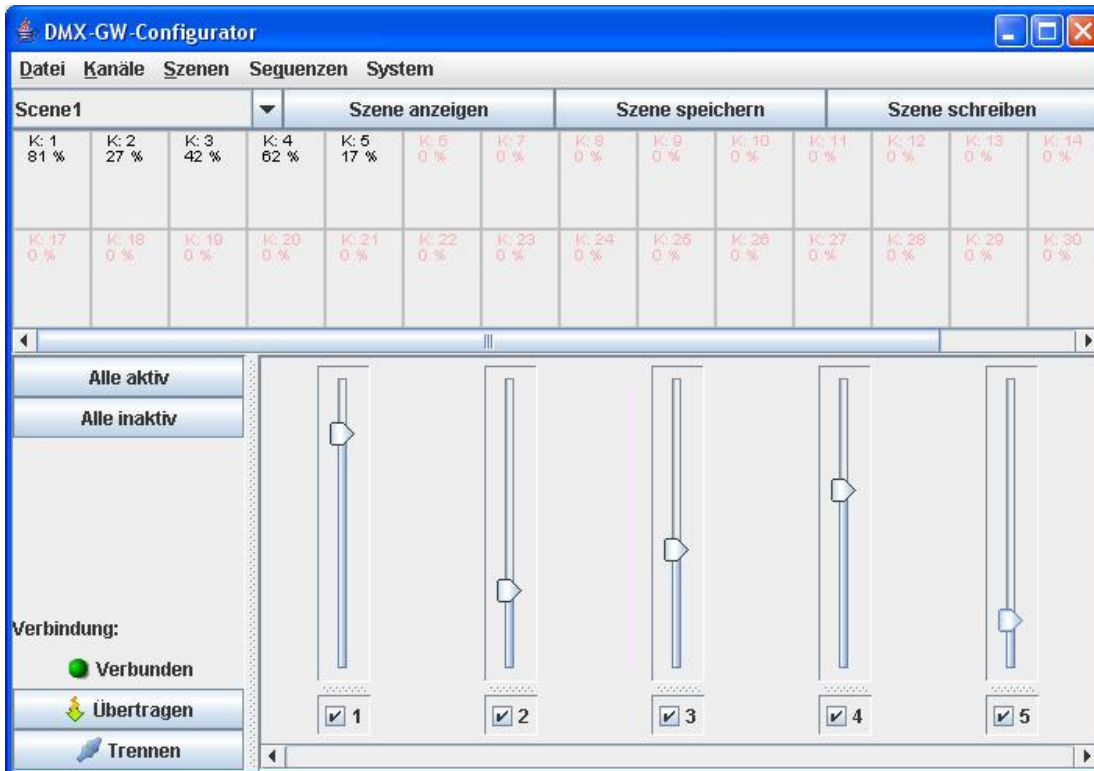 DMX-GW-Configurator
Datei Kanäle Szenen Sequenzen System
Scene1 Szene anzeigen Szene speichern Szene schreiben
K: 1 K: 2 K: 3 K: 4 K: 5 K: 6 K: 7 K: 8 K: 9 K: 10 K: 11 K: 12 K: 13 K: 14
81 % 27 % 42 % 62 % 17 % 0 % 0 % 0 % 0 % 0 % 0 % 0 % 0 % 0 %
K: 17 K: 18 K: 19 K: 20 K: 21 K: 22 K: 23 K: 24 K: 25 K: 26 K: 27 K: 28 K: 29 K: 30
0 % 0 % 0 % 0 % 0 % 0 % 0 % 0 % 0 % 0 % 0 % 0 % 0 % 0 %
Alle aktiv
Alle inaktiv
Verbindung:
Verbunden
Übertragen
Trennen
1 2 3 4 5